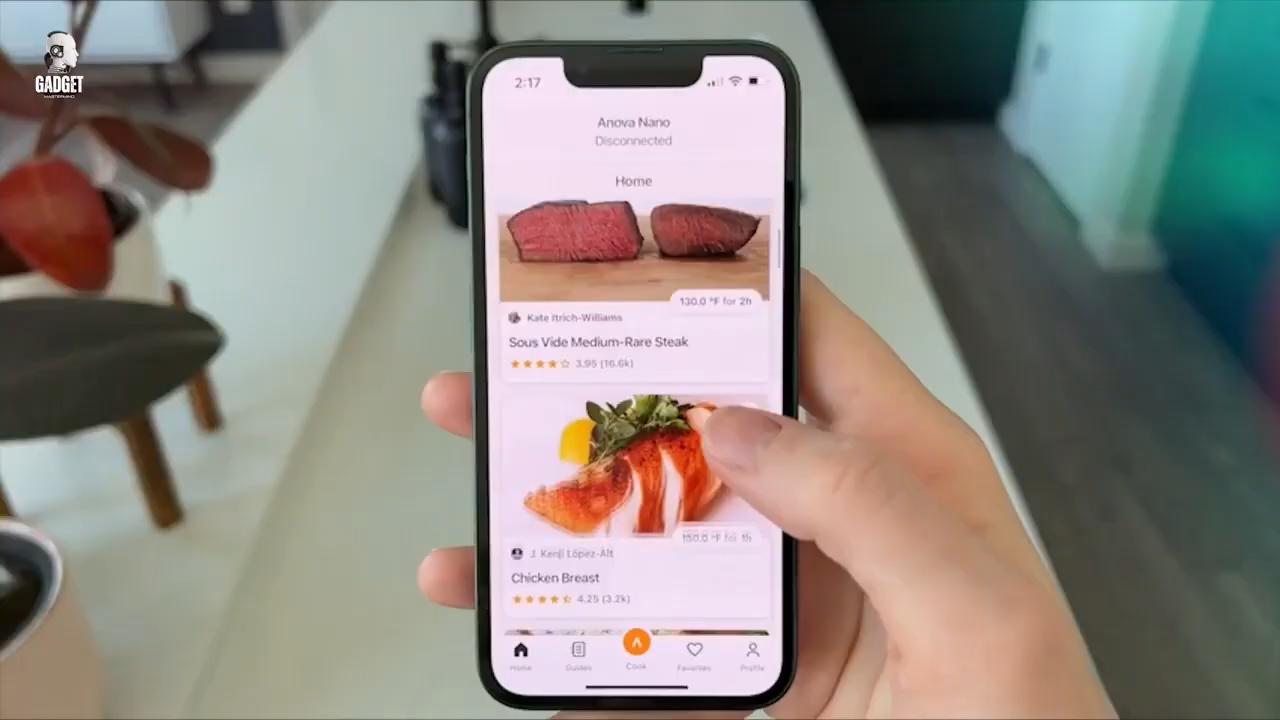 GADGET
MASTERMIND
2:17
Anova Nano
Disconnected
Home
130.0 °F for 2h
Kate Itrich-Williams
Sous Vide Medium-Rare Steak
3.95 (16.6k)
150.0 °F for 1h
J. Kenji López-Alt
Chicken Breast
4.25 (3.2k)
Home
Guides
Cook
Favorites
Profile